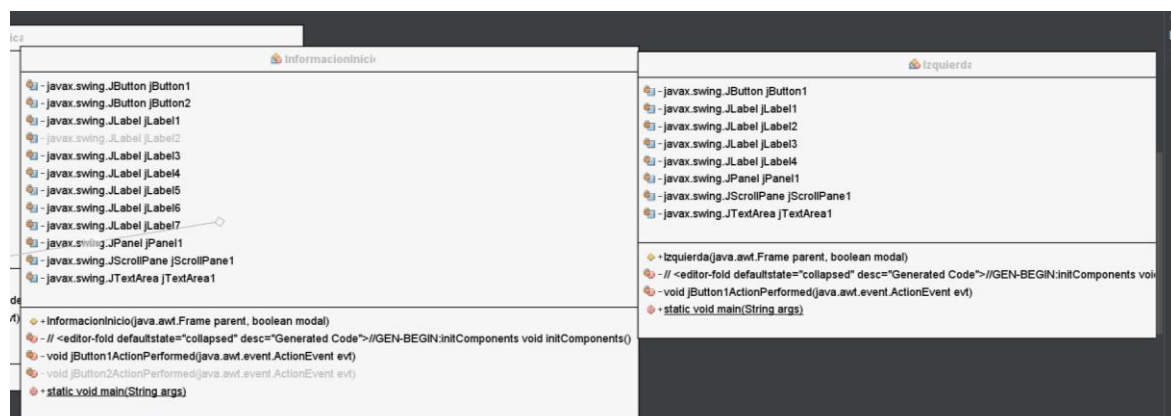 ica
InformacionInicio
- javax.swing.JButton jButton1
- javax.swing.JButton jButton2
- javax.swing.JLabel jLabel1
- javax.swing.JLabel jLabel2
- javax.swing.JLabel jLabel3
- javax.swing.JLabel jLabel4
- javax.swing.JLabel jLabel5
- javax.swing.JLabel jLabel6
- javax.swing.JLabel jLabel7
- javax.swing.JPanel jPanel1
- javax.swing.JScrollPane jScrollPane1
- javax.swing.JTextArea jTextArea1
de
vt)
+ InformacionInicio(java.awt.Frame parent, boolean modal)
- // <editor-fold defaultstate="collapsed" desc="Generated Code">//GEN-BEGIN:initComponents void initComponents()
- void jButton1ActionPerformed(java.awt.event.ActionEvent evt)
- void jButton2ActionPerformed(java.awt.event.ActionEvent evt)
+ static void main(String args)
Izquierda
- javax.swing.JButton jButton1
- javax.swing.JLabel jLabel1
- javax.swing.JLabel jLabel2
- javax.swing.JLabel jLabel3
- javax.swing.JLabel jLabel4
- javax.swing.JPanel jPanel1
- javax.swing.JScrollPane jScrollPane1
- javax.swing.JTextArea jTextArea1
+ Izquierda(java.awt.Frame parent, boolean modal)
- // <editor-fold defaultstate="collapsed" desc="Generated Code">//GEN-BEGIN:initComponents voi
- void jButton1ActionPerformed(java.awt.event.ActionEvent evt)
+ static void main(String args)